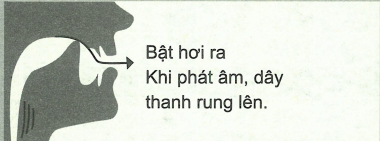 Bật hơi ra
Khi phát âm, dây
thanh rung lên.